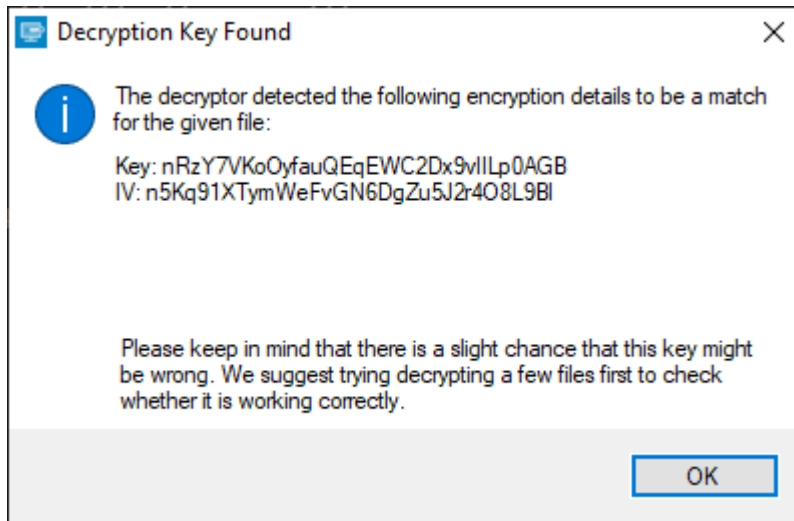 Decryption Key Found
The decryptor detected the following encryption details to be a match
for the given file:
Key: nRzY7VKoOyfauQEqEWC2Dx9vIILp0AGB
IV: n5Kq91XTymWeFvGN6DgZu5J2r4O8L9BI
Please keep in mind that there is a slight chance that this key might
be wrong. We suggest trying decrypting a few files first to check
whether it is working correctly.
OK